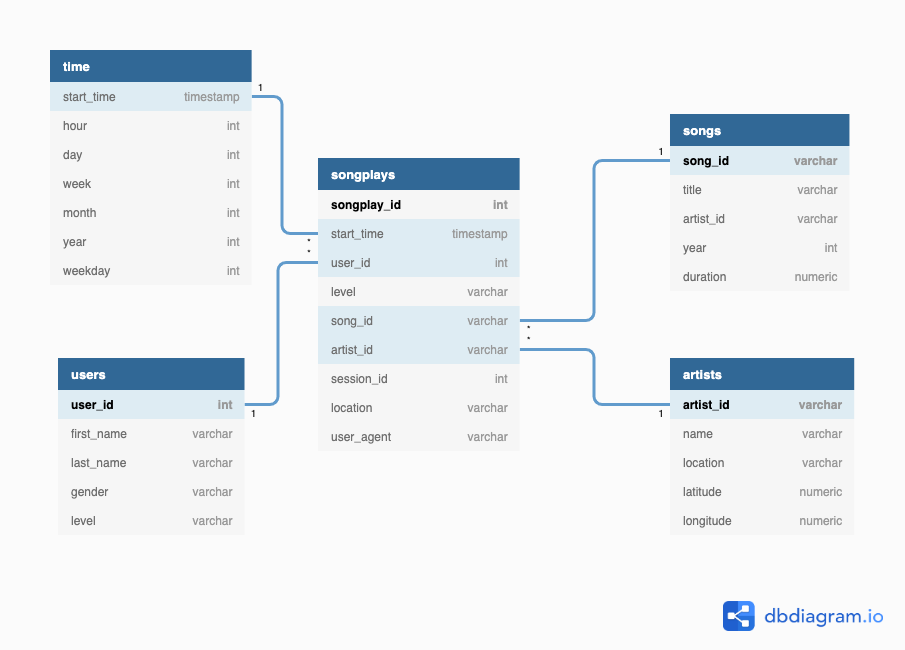 time
start_time timestamp
hour int
day int
week int
month int
year int
weekday int
1
songplays
songplay_id int
start_time timestamp
user_id int
level varchar
song_id varchar
artist_id varchar
session_id int
location varchar
user_agent varchar
*
*
*
*
songs
1
song_id varchar
title varchar
artist_id varchar
year int
duration numeric
users
user_id int
1
first_name varchar
last_name varchar
gender varchar
level varchar
artists
artist_id varchar
1
name varchar
location varchar
latitude numeric
longitude numeric
dbdiagram.io